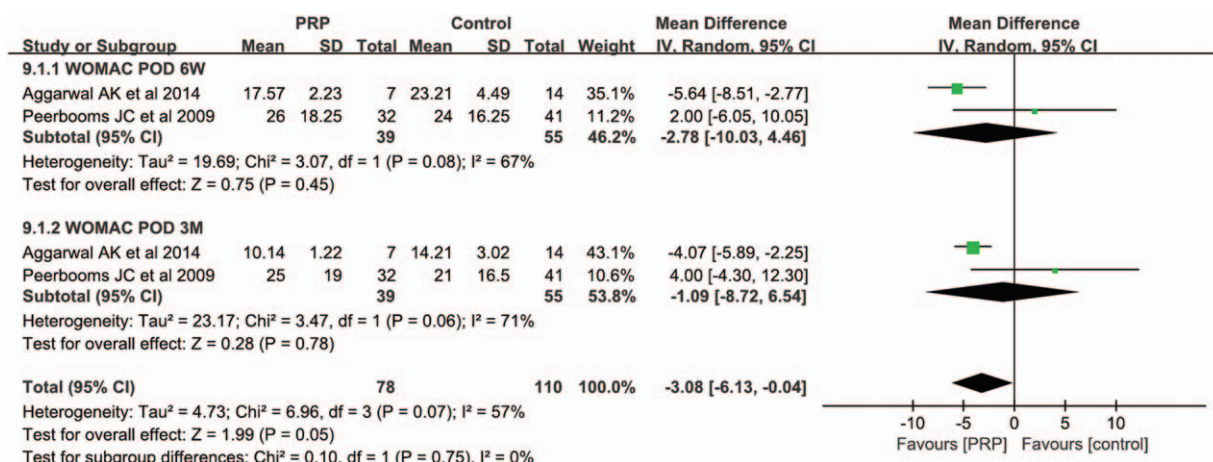 PRP Control Mean Difference Mean Difference
Study or Subgroup Mean SD Total Mean SD Total Weight IV, Random, 95% CI IV, Random, 95% CI
9.1.1 WOMAC POD 6W
Aggarwal AK et al 2014 17.57 2.23 7 23.21 4.49 14 35.1% -5.64 [-8.51, -2.77]
Peerbooms JC et al 2009 26 18.25 32 24 16.25 41 11.2% 2.00 [-6.05, 10.05]
Subtotal (95% CI) 39 55 46.2% -2.78 [-10.03, 4.46]
Heterogeneity: Tau² = 19.69; Chi² = 3.07, df = 1 (P = 0.08); I² = 67%
Test for overall effect: Z = 0.75 (P = 0.45)
9.1.2 WOMAC POD 3M
Aggarwal AK et al 2014 10.14 1.22 7 14.21 3.02 14 43.1% -4.07 [-5.89, -2.25]
Peerbooms JC et al 2009 25 19 32 21 16.5 41 10.6% 4.00 [-4.30, 12.30]
Subtotal (95% CI) 39 55 53.8% -1.09 [-8.72, 6.54]
Heterogeneity: Tau² = 23.17; Chi² = 3.47, df = 1 (P = 0.06); I² = 71%
Test for overall effect: Z = 0.28 (P = 0.78)
Total (95% CI) 78 110 100.0% -3.08 [-6.13, -0.04]
Heterogeneity: Tau² = 4.73; Chi² = 6.96, df = 3 (P = 0.07); I² = 57%
Test for overall effect: Z = 1.99 (P = 0.05)
Test for subgroup differences: Chi² = 0.10, df = 1 (P = 0.75), I² = 0%
-10 -5 0 5 10
Favours [PRP] Favours [control]